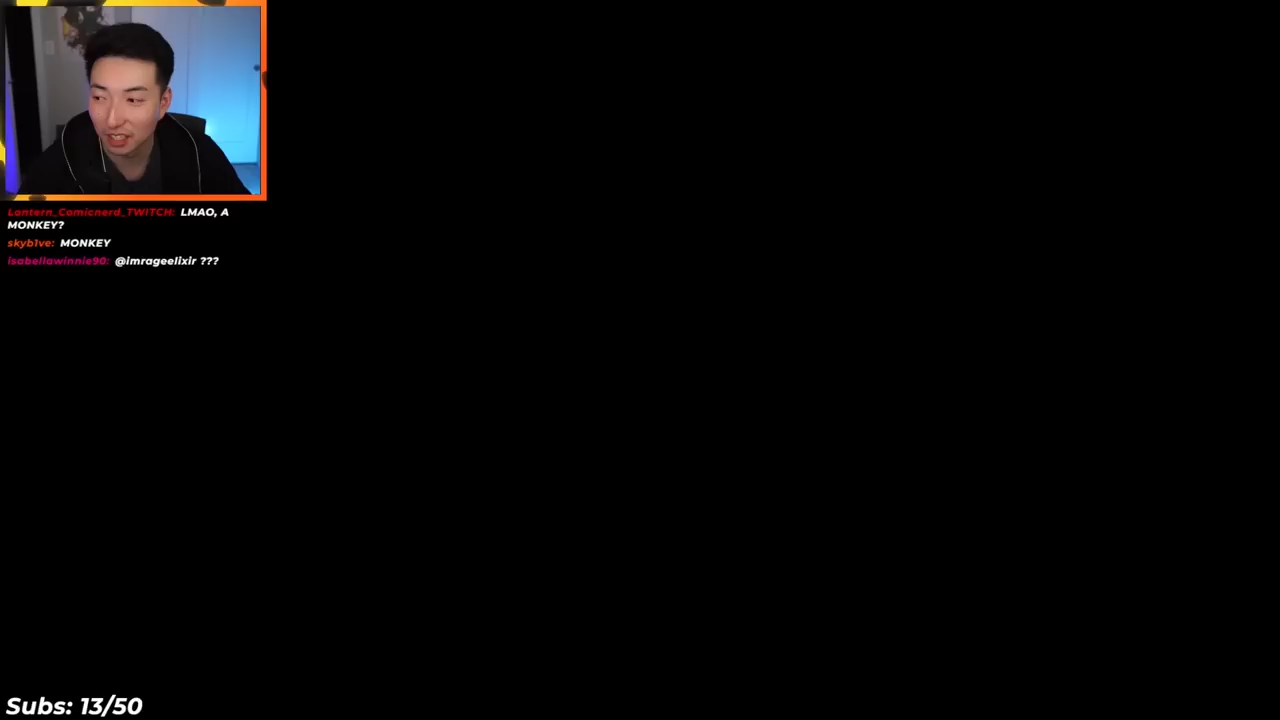 Lantern_Comicnerd_TWITCH: LMAO, A
MONKEY?
skyb1ve: MONKEY
isabellawinnie90: @imrageelixir ???
Subs: 13/50